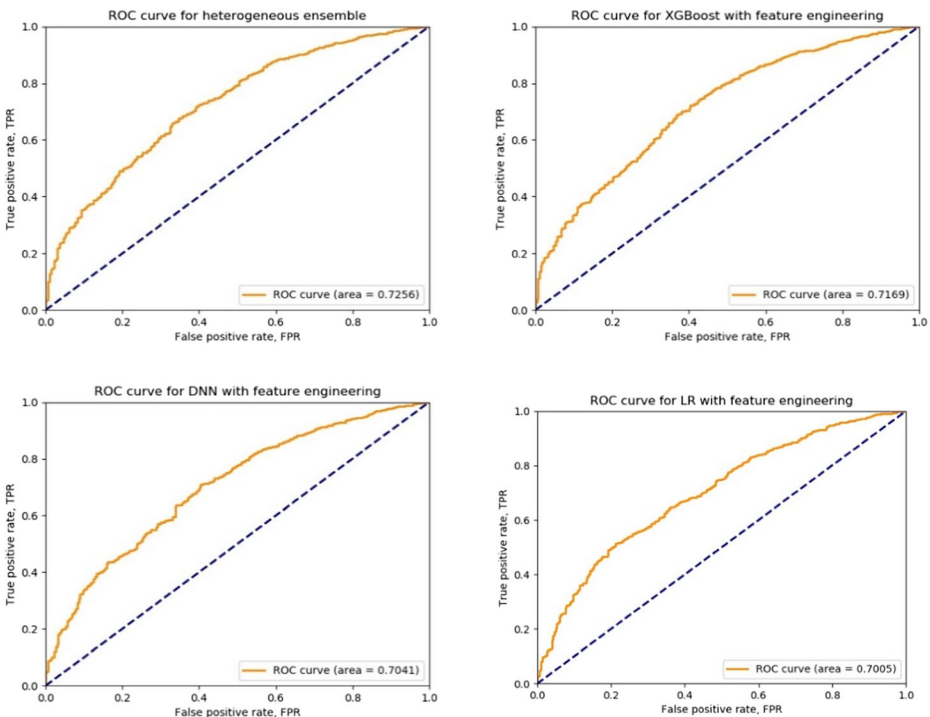 ROC curve for heterogeneous ensemble
1.0
0.8
0.6
0.4
0.2
0.0
True positive rate, TPR
ROC curve (area = 0.7256)
0.0 0.2 0.4 0.6 0.8 1.0
False positive rate, FPR
ROC curve for XGBoost with feature engineering
1.0
0.8
0.6
0.4
0.2
0.0
True positive rate, TPR
ROC curve (area = 0.7169)
0.0 0.2 0.4 0.6 0.8 1.0
False positive rate, FPR
ROC curve for DNN with feature engineering
1.0
0.8
0.6
0.4
0.2
0.0
True positive rate, TPR
ROC curve (area = 0.7041)
0.0 0.2 0.4 0.6 0.8 1.0
False positive rate, FPR
ROC curve for LR with feature engineering
1.0
0.8
0.6
0.4
0.2
0.0
True positive rate, TPR
ROC curve (area = 0.7005)
0.0 0.2 0.4 0.6 0.8 1.0
False positive rate, FPR